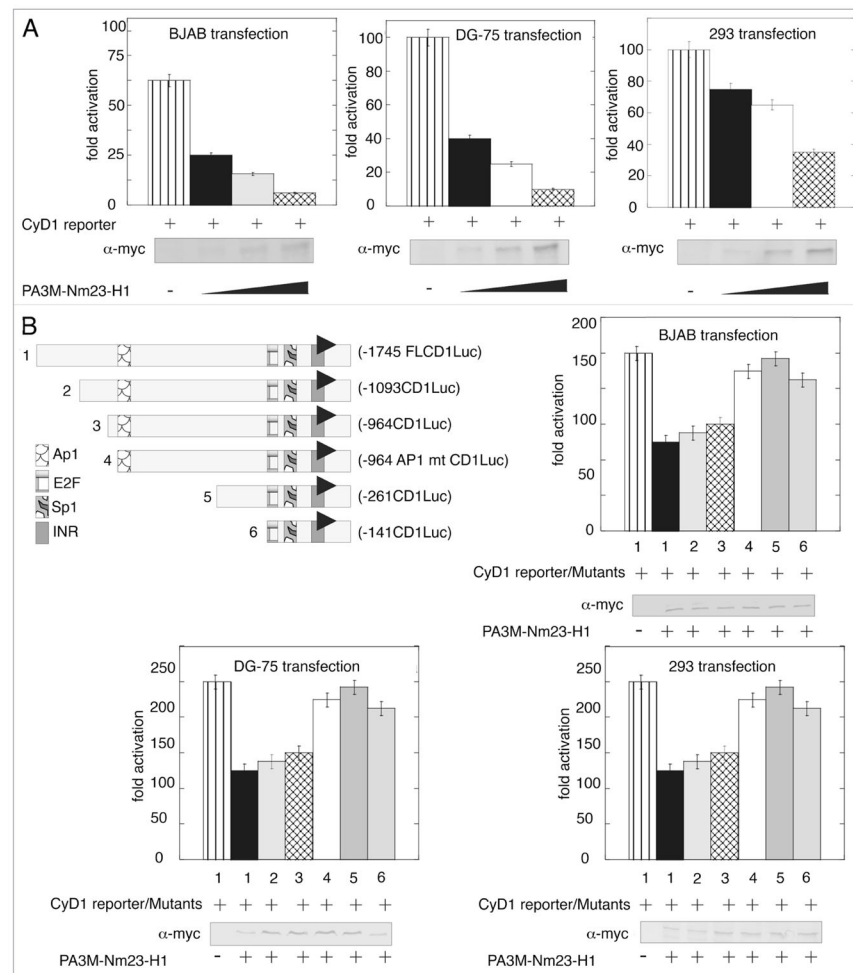 A
BJAB transfection
100
75
50
25
0
fold activation
DG-75 transfection
100
80
60
40
20
0
fold activation
293 transfection
100
80
60
40
20
0
fold activation
CyD1 reporter + + + + + + + + + + + +
α-myc
PA3M-Nm23-H1 - - -
B
1 (-1745 FLCD1Luc)
2 (-1093CD1Luc)
3 (-964CD1Luc)
4 (-964 AP1 mt CD1Luc)
5 (-261CD1Luc)
6 (-141CD1Luc)
Ap1
E2F
Sp1
INR
BJAB transfection
200
150
100
50
0
fold activation
1 1 2 3 4 5 6
CyD1 reporter/Mutants + + + + + + +
α-myc
PA3M-Nm23-H1 - + + + + + +
DG-75 transfection
250
200
150
100
50
0
fold activation
1 1 2 3 4 5 6
CyD1 reporter/Mutants + + + + + + +
α-myc
PA3M-Nm23-H1 - + + + + + +
293 transfection
250
200
150
100
50
0
fold activation
1 1 2 3 4 5 6
CyD1 reporter/Mutants + + + + + + +
α-myc
PA3M-Nm23-H1 - + + + + + +